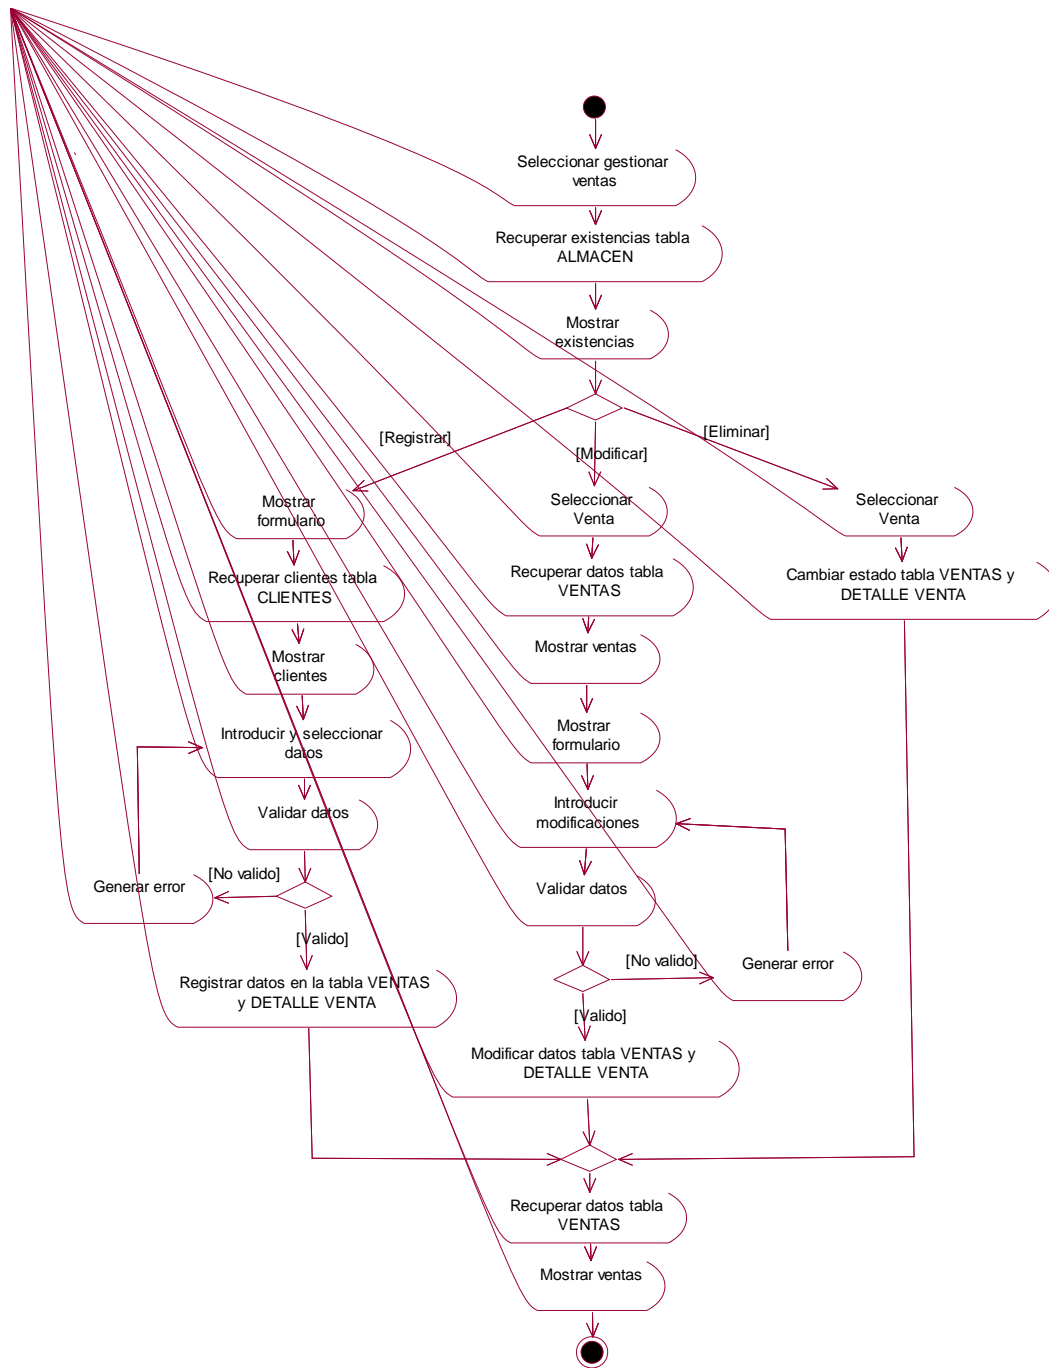 Seleccionar gestionar
ventas
Recuperar existencias tabla
ALMACEN
Mostrar
existencias
[Registrar]
[Modificar]
[Eliminar]
Mostrar
formulario
Recuperar clientes tabla
CLIENTES
Mostrar
clientes
Introducir y seleccionar
datos
Validar datos
[No valido]
Generar error
[Valido]
Registrar datos en la tabla VENTAS
y DETALLE VENTA
Seleccionar
Venta
Recuperar datos tabla
VENTAS
Mostrar ventas
Mostrar
formulario
Introducir
modificaciones
Validar datos
[No valido]
Generar error
[Valido]
Modificar datos tabla VENTAS y
DETALLE VENTA
Seleccionar
Venta
Cambiar estado tabla VENTAS y
DETALLE VENTA
Recuperar datos tabla
VENTAS
Mostrar ventas